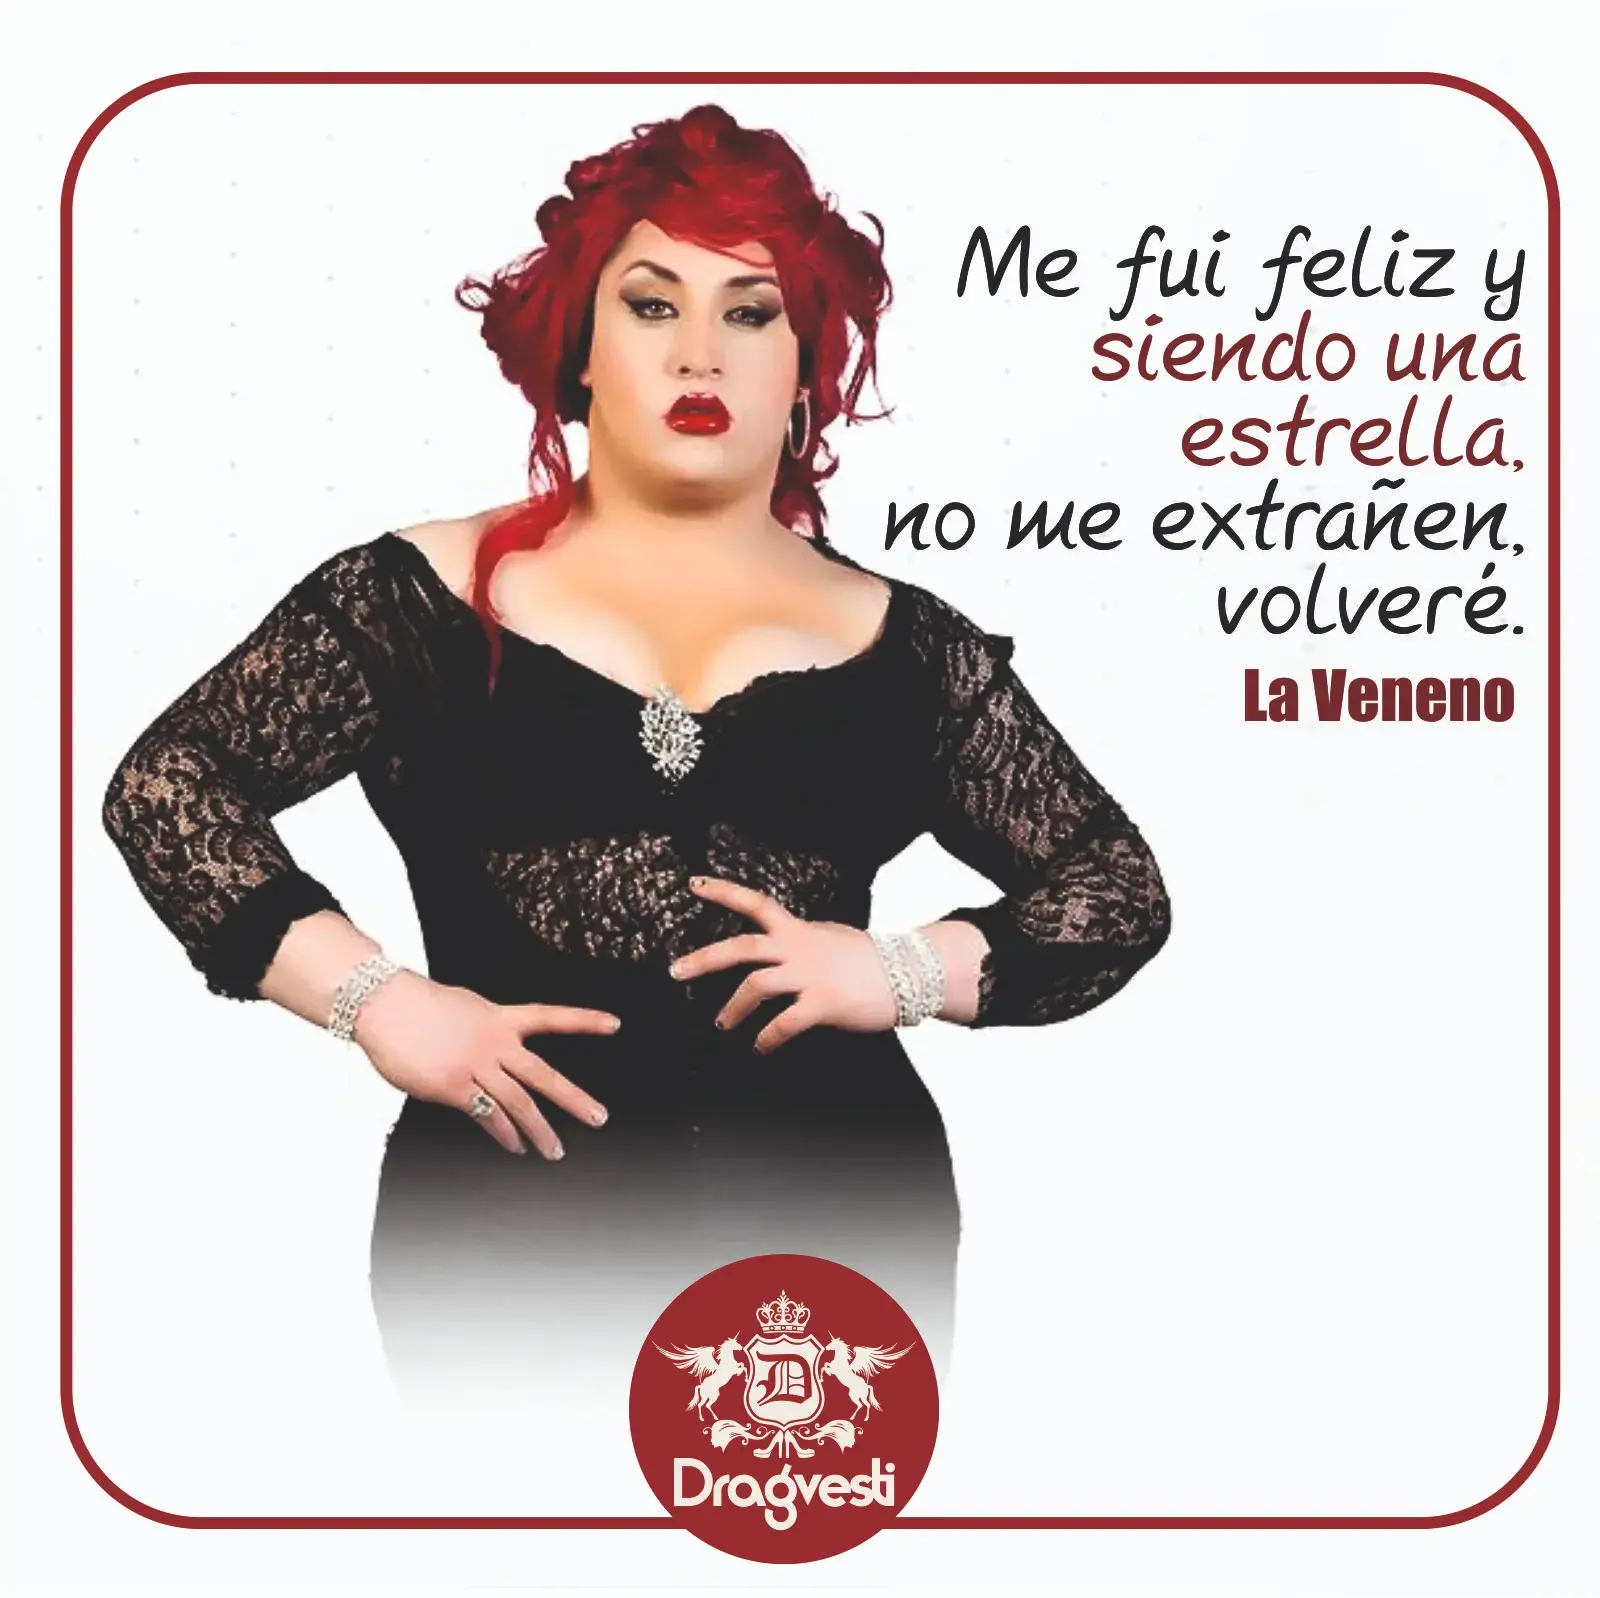 Me fui feliz y
siendo una
estrella,
no me extrañen,
volveré.
La Veneno
D
Dragvesti